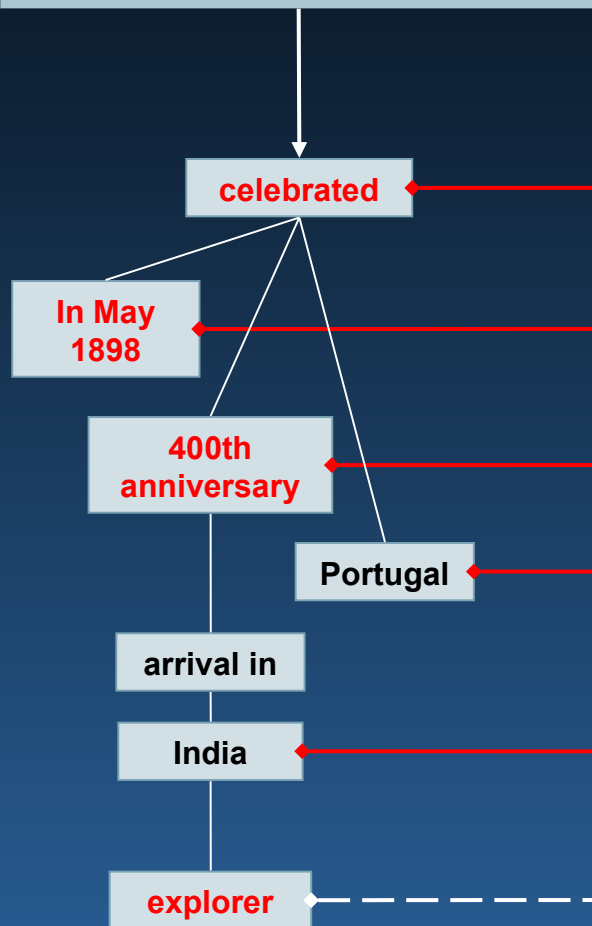 celebrated
In May
1898
400th
anniversary
Portugal
arrival in
India
explorer